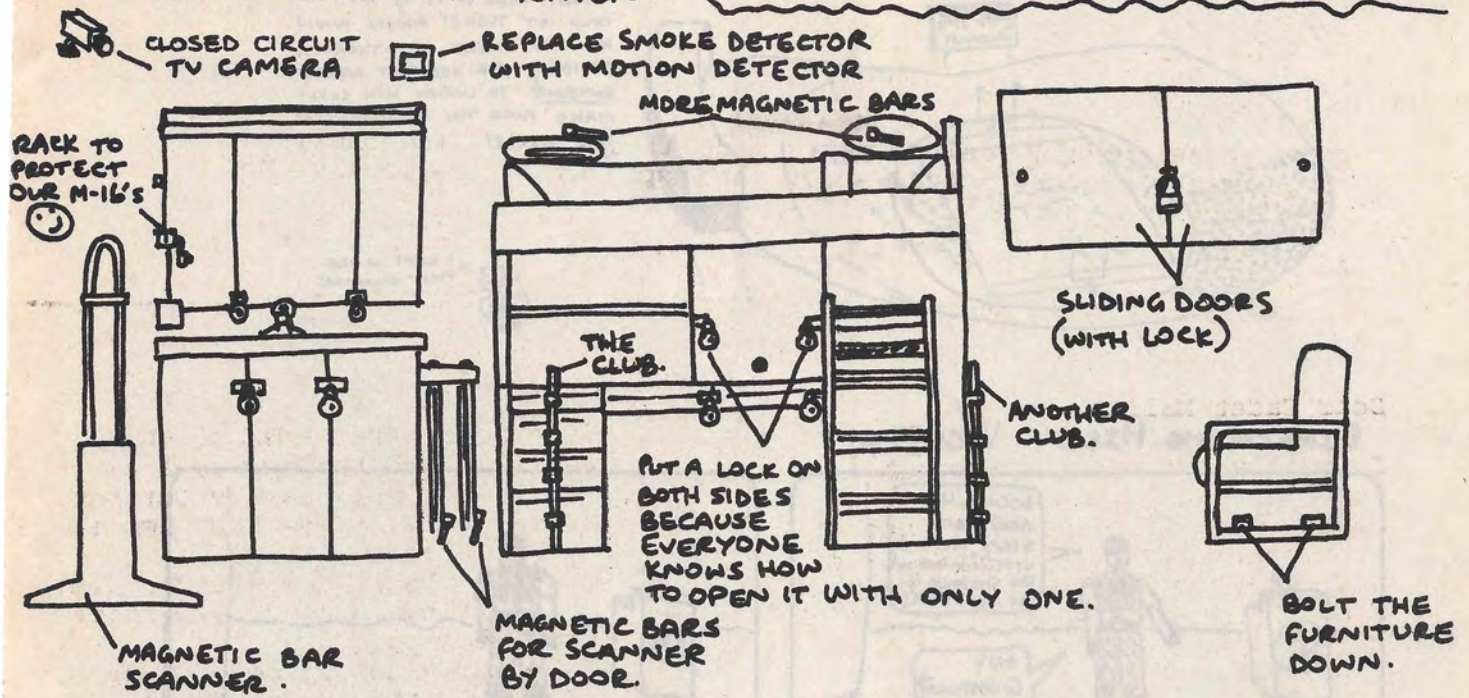 CLOSED CIRCUIT
TV CAMERA
REPLACE SMOKE DETECTOR
WITH MOTION DETECTOR
MORE MAGNETIC BARS
RACK TO
PROTECT
OUR M-16's
SLIDING DOORS
(WITH LOCK)
THE
CLUB.
ANOTHER
CLUB.
PUT A LOCK ON
BOTH SIDES
BECAUSE
EVERYONE
KNOWS HOW
TO OPEN IT WITH ONLY ONE.
MAGNETIC BARS
FOR SCANNER
BY DOOR.
MAGNETIC BAR
SCANNER.
BOLT THE
FURNITURE
DOWN.